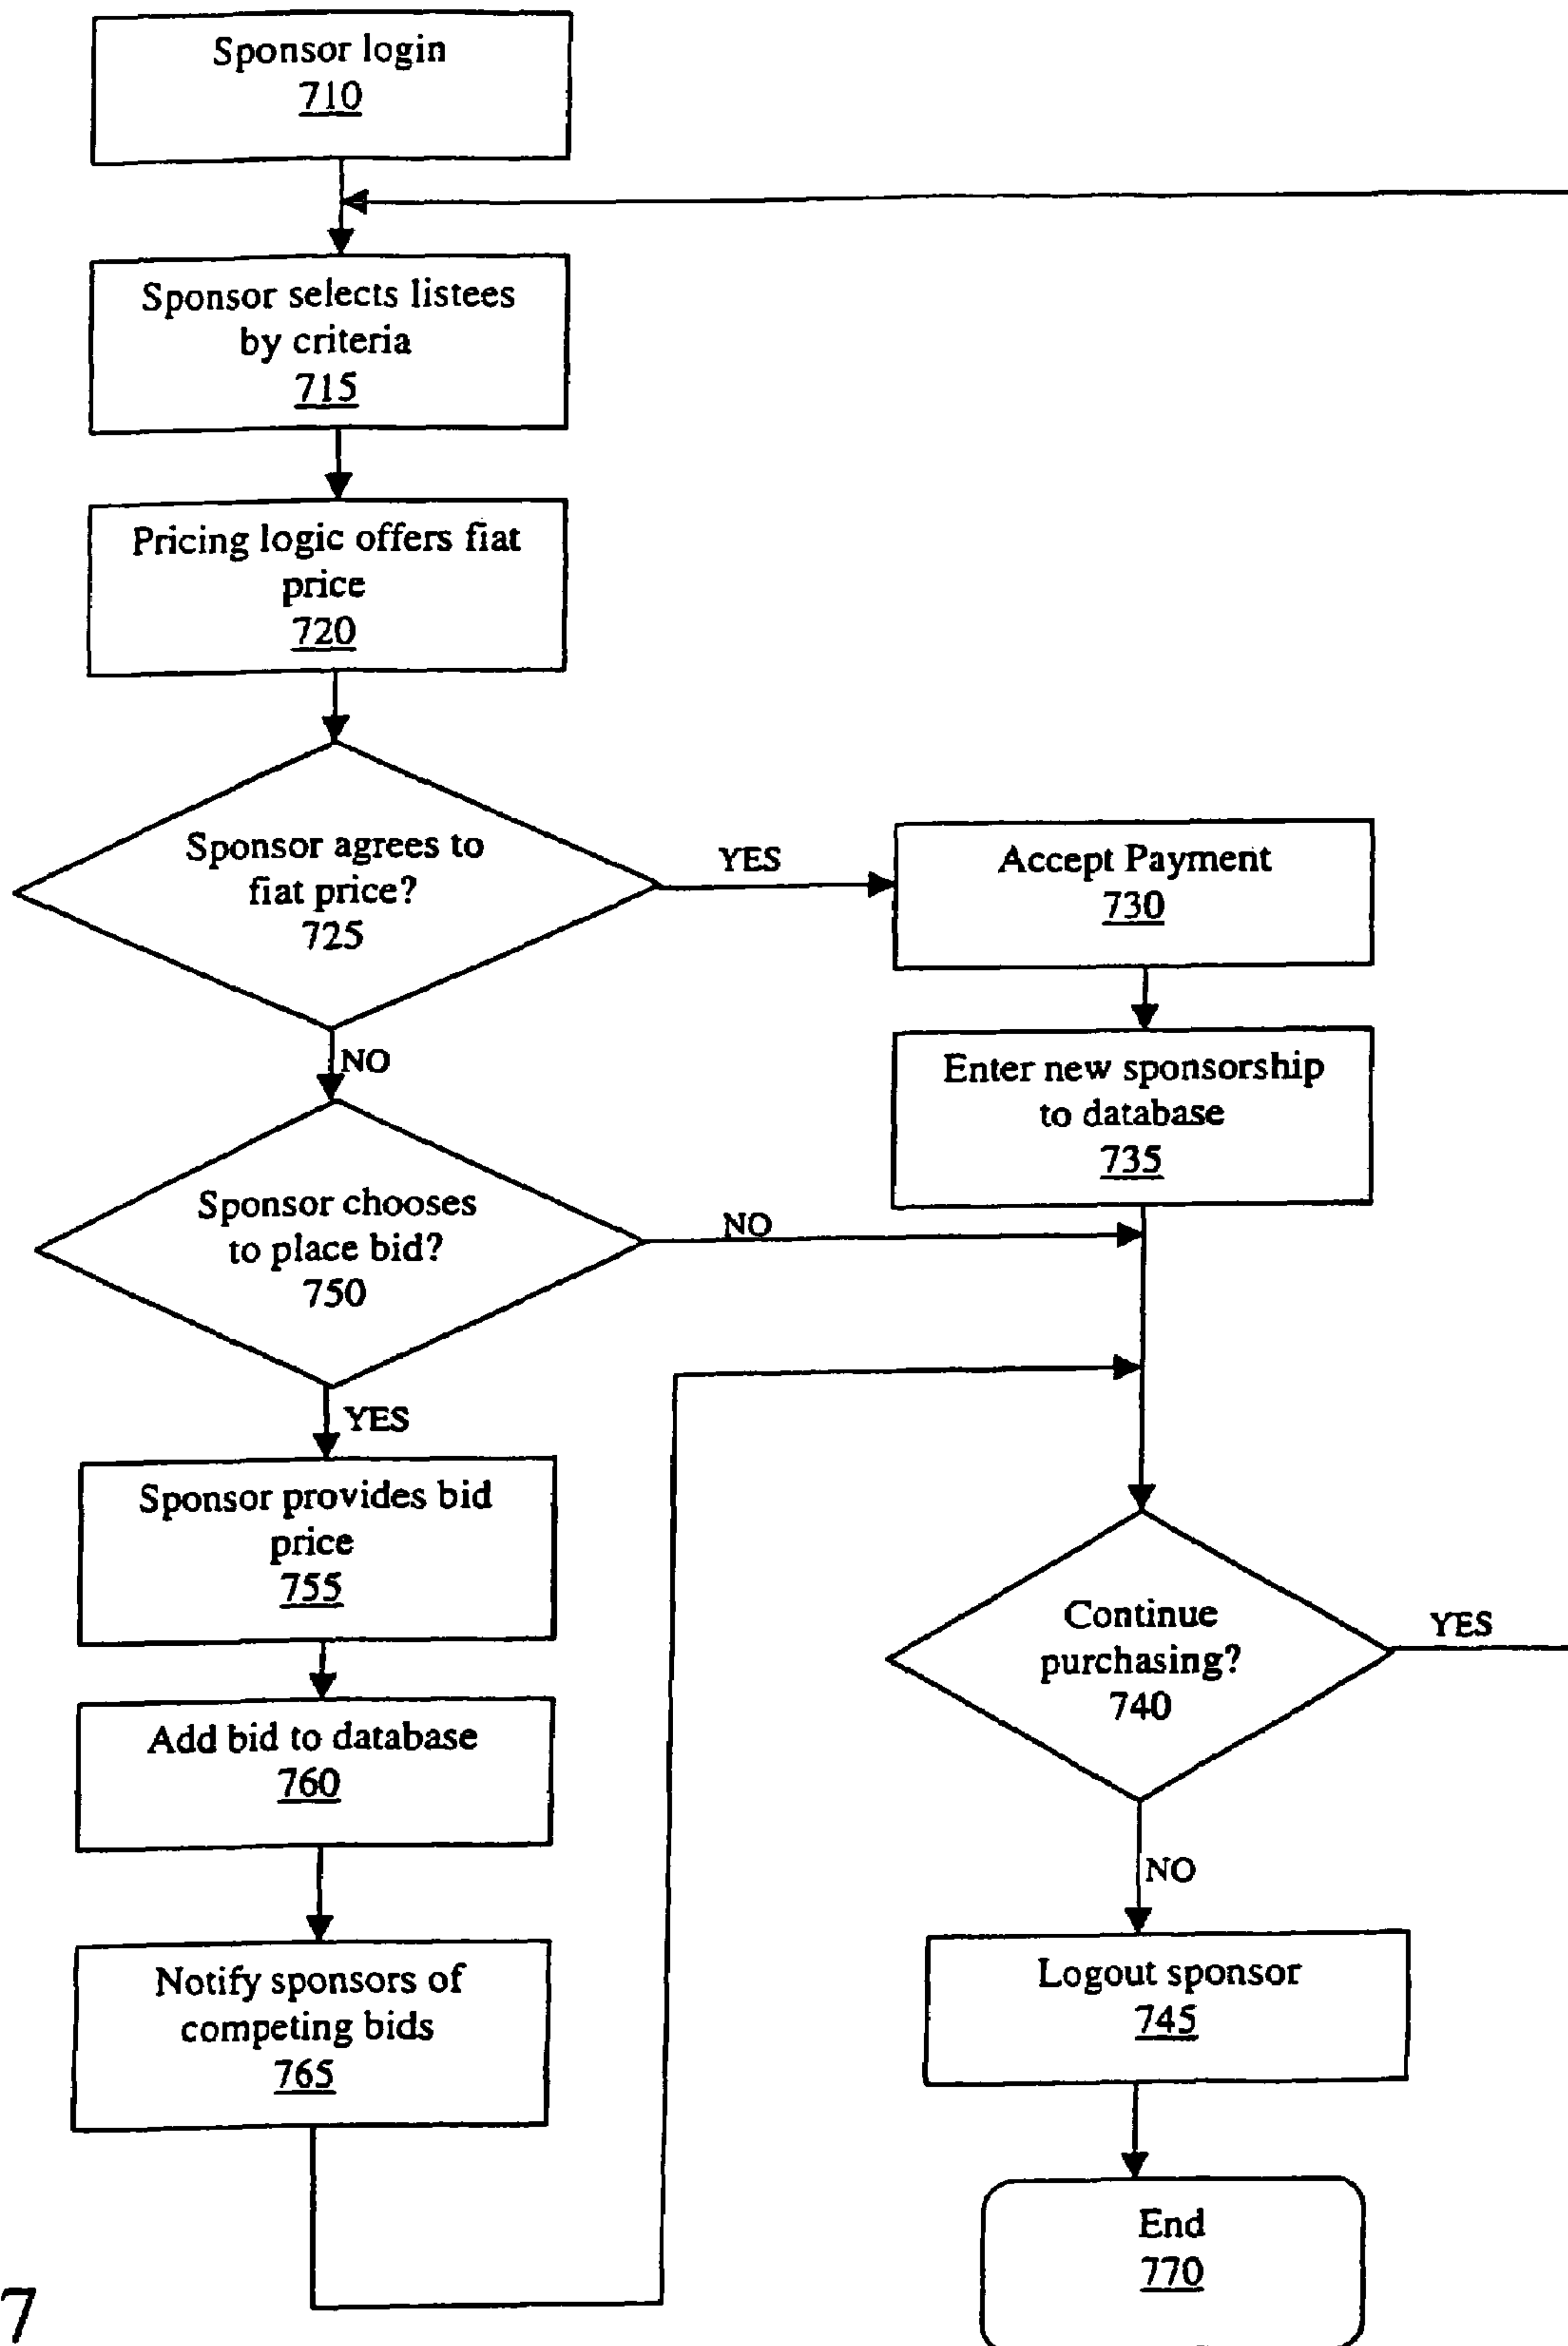 Sponsor login
710
Sponsor selects listees
by criteria
715
Pricing logic offers fiat
price
720
Sponsor agrees to
fiat price?
725
YES
Accept Payment
730
NO
Enter new sponsorship
to database
735
Sponsor chooses
to place bid?
750
NO
YES
Sponsor provides bid
price
755
Continue
purchasing?
740
YES
Add bid to database
760
NO
Notify sponsors of
competing bids
765
Logout sponsor
745
End
770
7